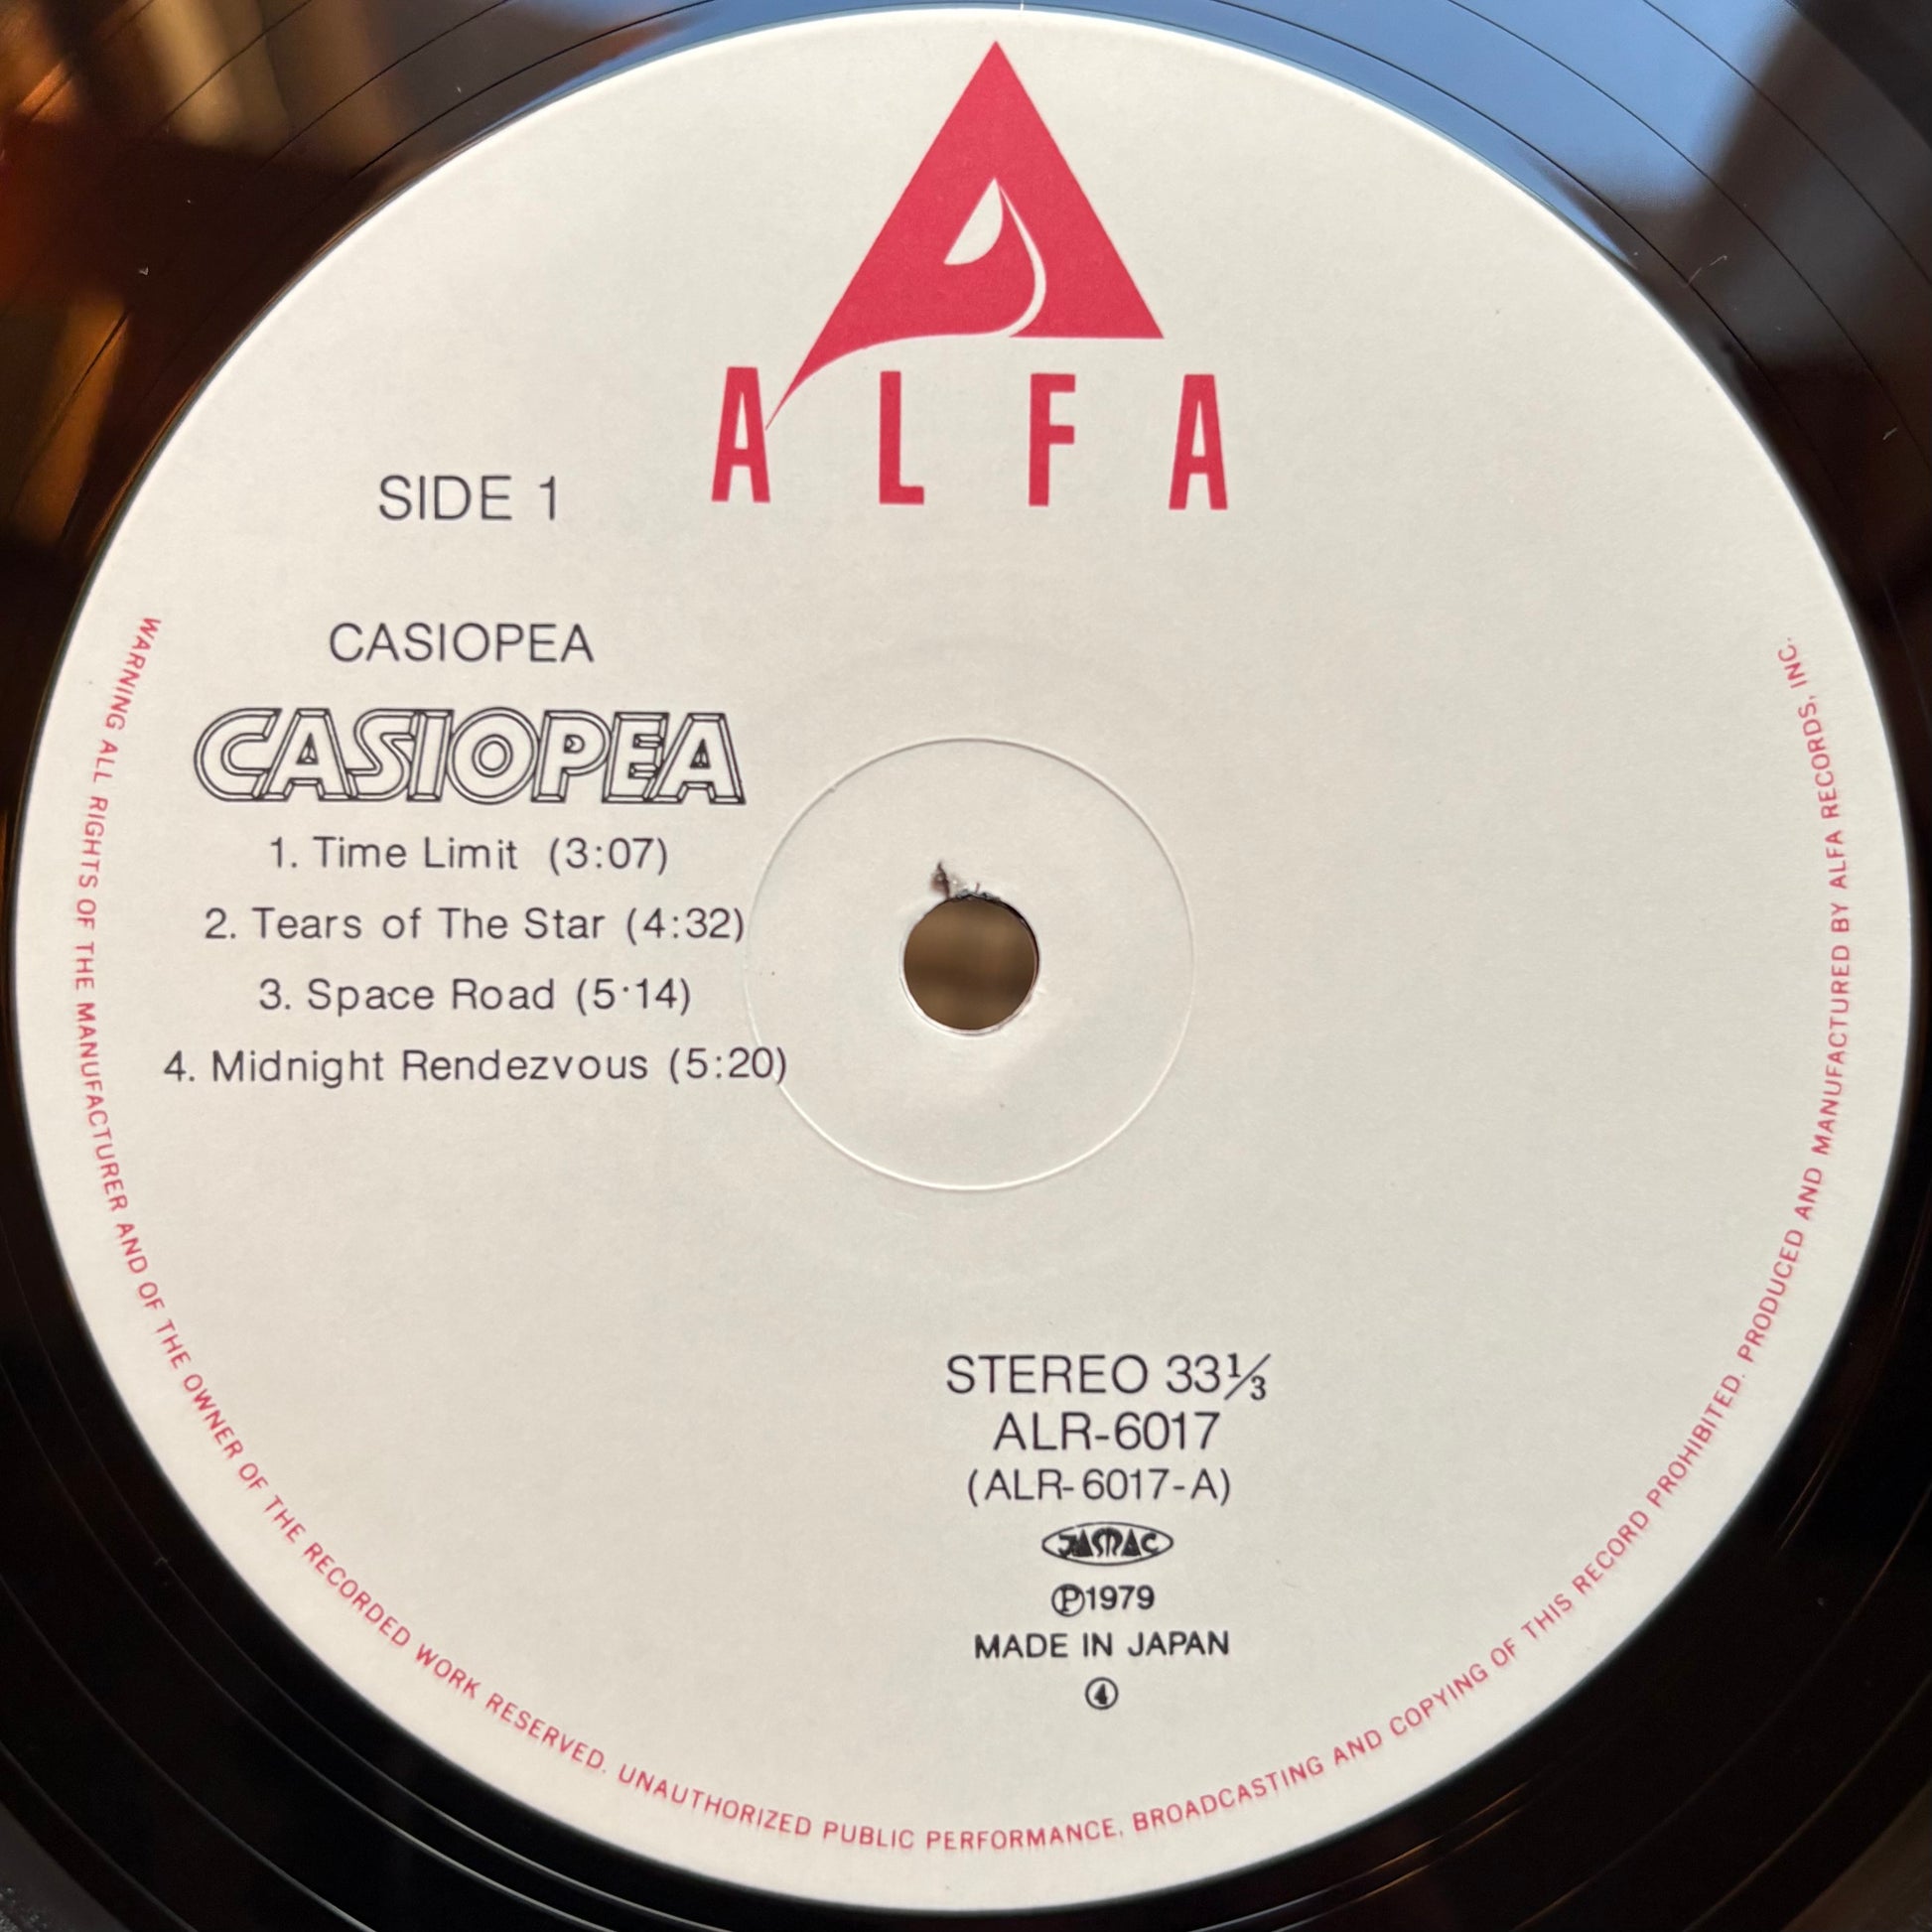 ALFA
SIDE 1
CASIOPEA
CASIOPEA
1. Time Limit (3:07)
2. Tears of The Star (4:32)
3. Space Road (5·14)
4. Midnight Rendezvous (5:20)
STEREO 33⅓
ALR-6017
(ALR-6017-A)
JASRAC
Ⓟ1979
MADE IN JAPAN
④
WARNING ALL RIGHTS OF THE MANUFACTURER AND OF THE OWNER OF THE RECORDED WORK RESERVED. UNAUTHORIZED PUBLIC PERFORMANCE, BROADCASTING AND COPYING OF THIS RECORD PROHIBITED. PRODUCED AND MANUFACTURED BY ALFA RECORDS, INC.